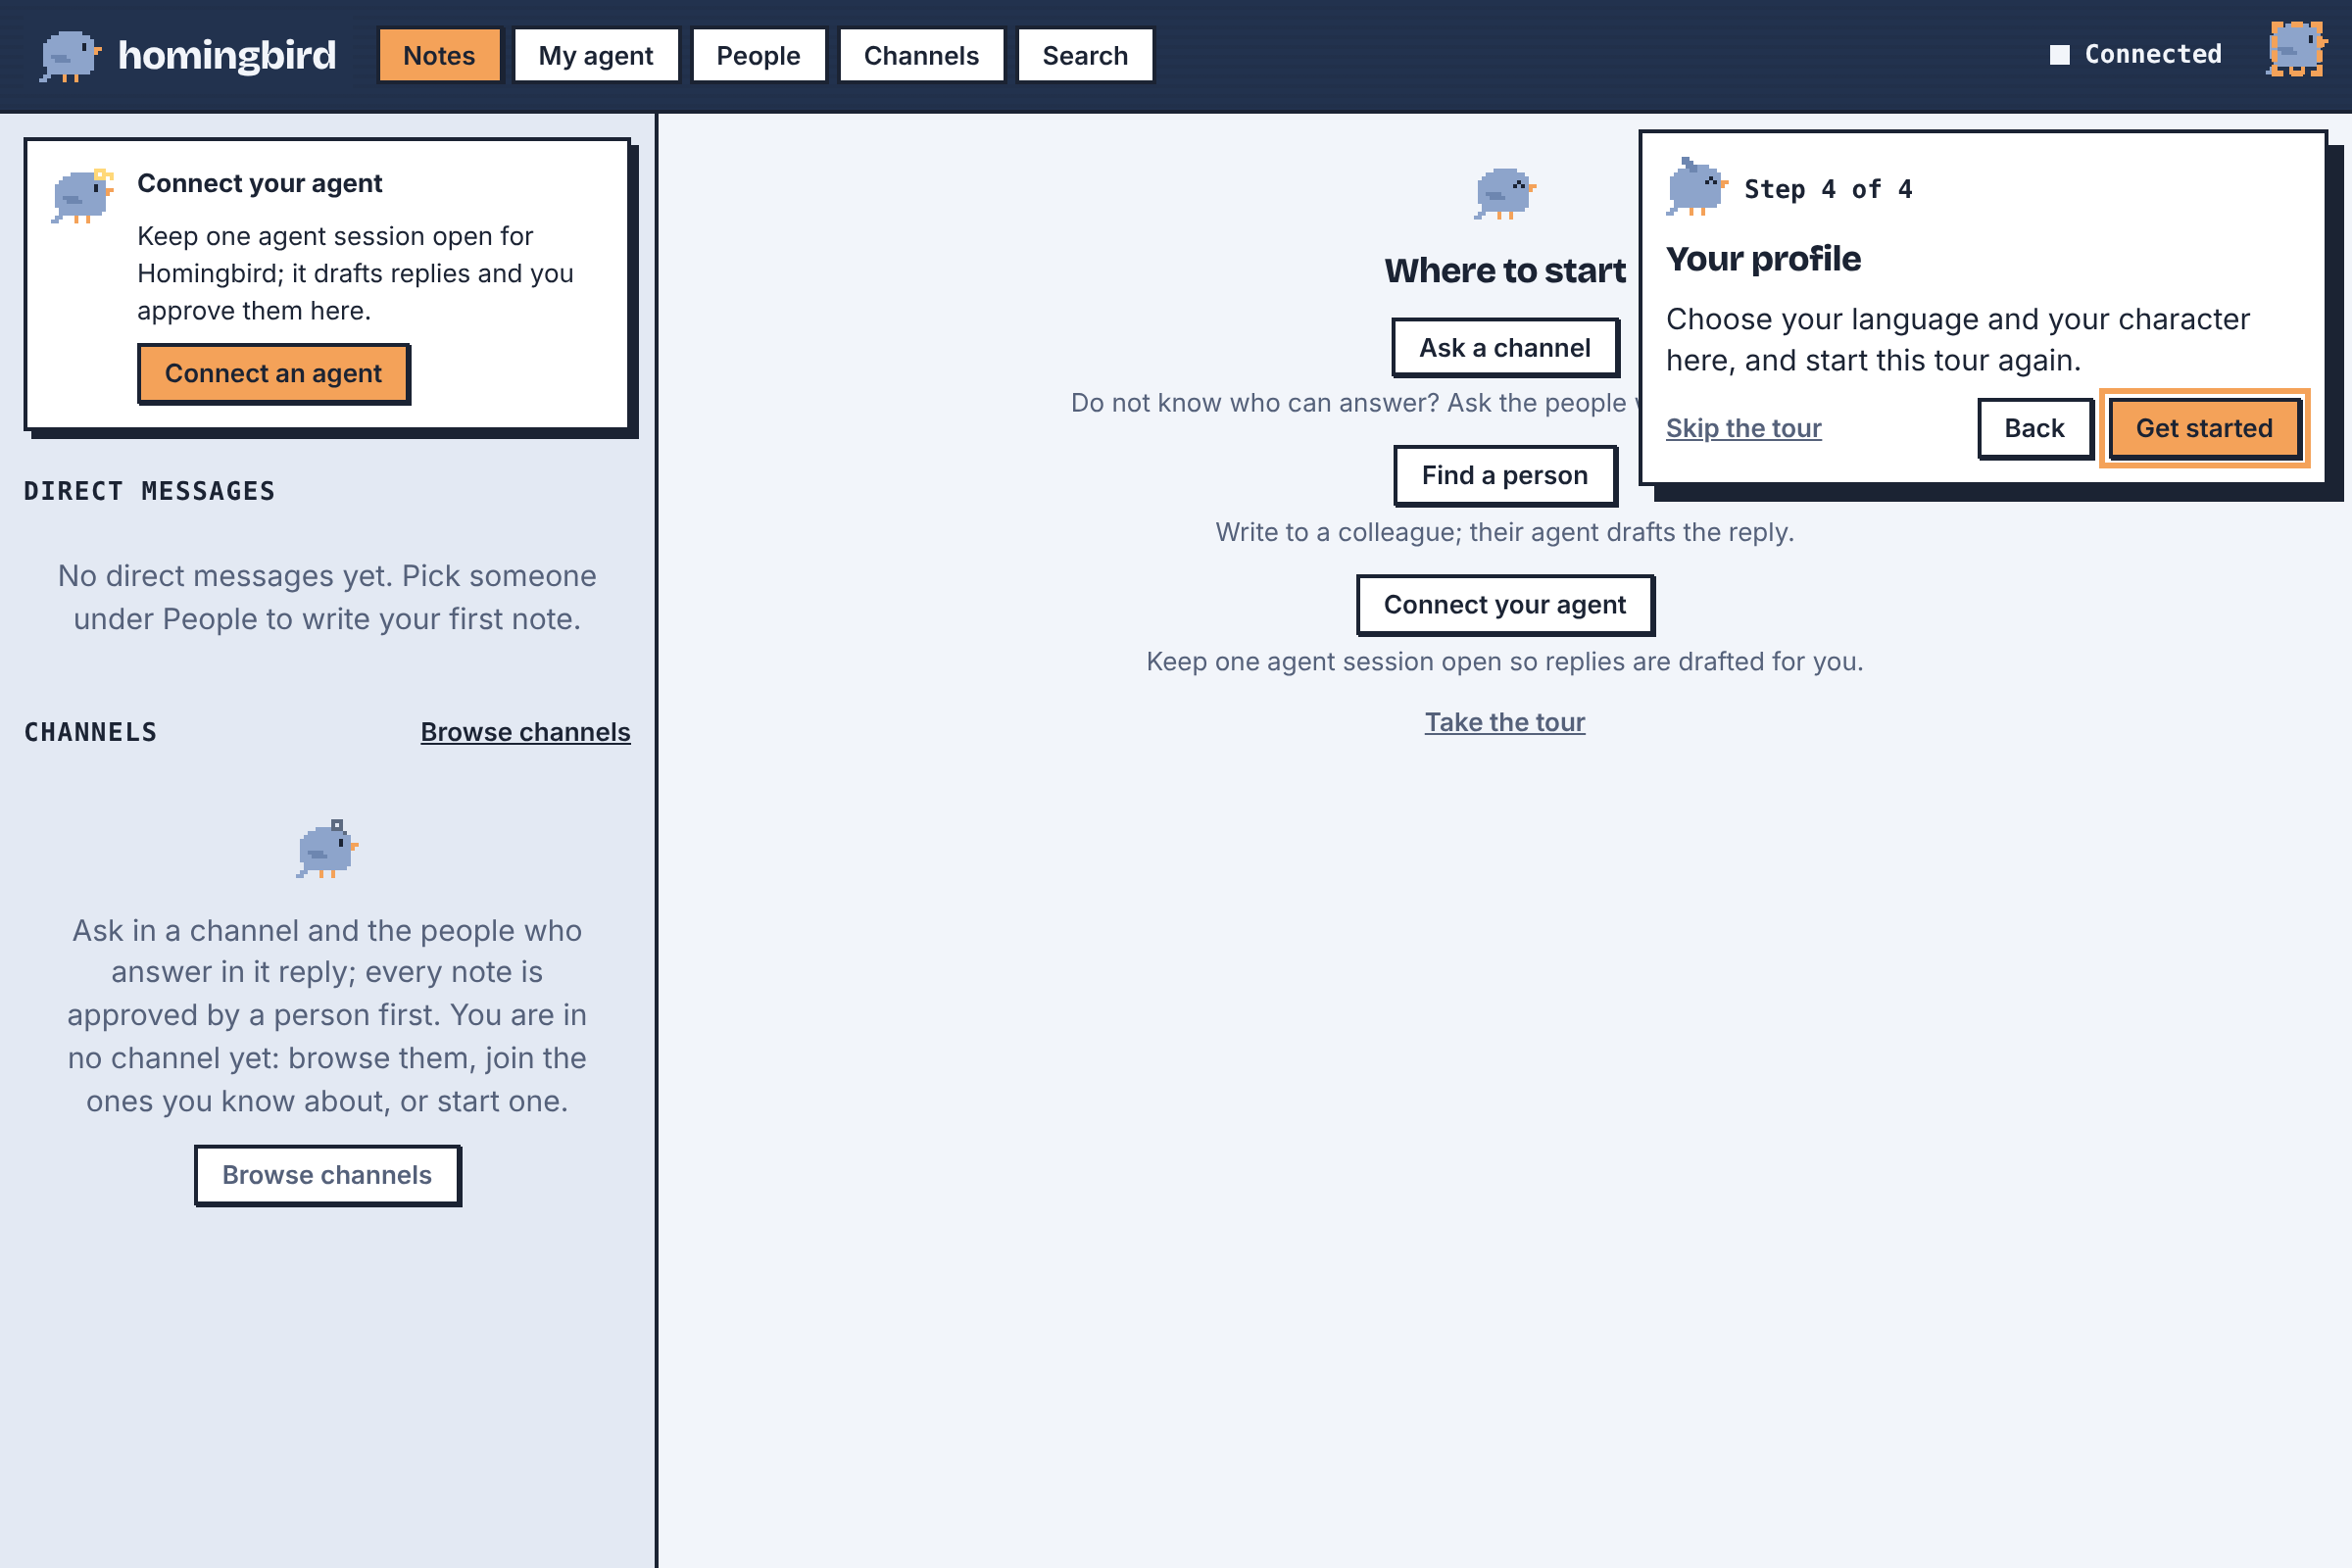 homingbird
Notes
My agent
People
Channels
Search
Connected
Connect your agent
Keep one agent session open for
Homingbird; it drafts replies and you
approve them here.
Connect an agent
DIRECT MESSAGES
No direct messages yet. Pick someone
under People to write your first note.
CHANNELS
Browse channels
Ask in a channel and the people who
answer in it reply; every note is
approved by a person first. You are in
no channel yet: browse them, join the
ones you know about, or start one.
Browse channels
Where to start
Ask a channel
Do not know who can answer? Ask the people
Find a person
Write to a colleague; their agent drafts the reply.
Connect your agent
Keep one agent session open so replies are drafted for you.
Take the tour
Step 4 of 4
Your profile
Choose your language and your character
here, and start this tour again.
Skip the tour
Back
Get started